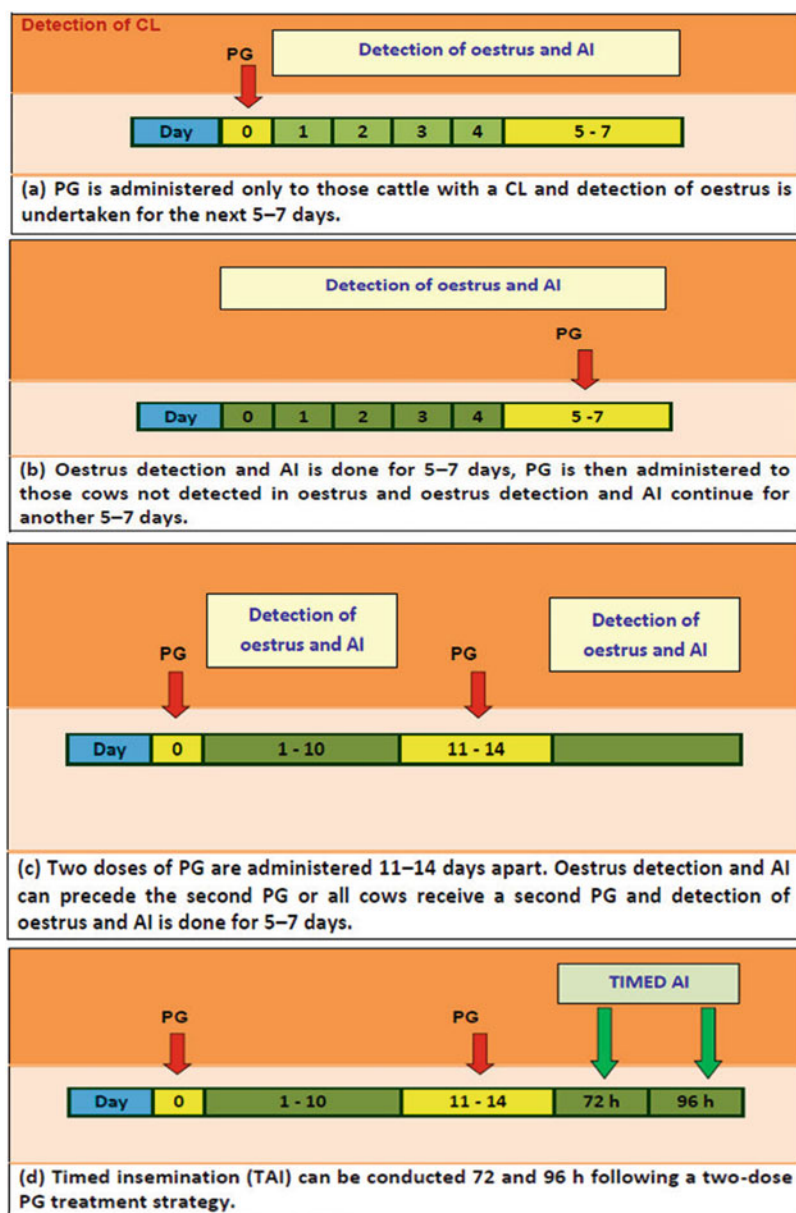 Detection of CL
PG
Detection of oestrus and AI
Day 0 1 2 3 4 5 - 7
(a) PG is administered only to those cattle with a CL and detection of oestrus is
undertaken for the next 5–7 days.
Detection of oestrus and AI
PG
Day 0 1 2 3 4 5 -7
(b) Oestrus detection and AI is done for 5–7 days, PG is then administered to
those cows not detected in oestrus and oestrus detection and AI continue for
another 5–7 days.
Detection of
oestrus and AI
Detection of
oestrus and AI
PG PG
Day 0 1 - 10 11 - 14
(c) Two doses of PG are administered 11–14 days apart. Oestrus detection and AI
can precede the second PG or all cows receive a second PG and detection of
oestrus and AI is done for 5–7 days.
TIMED AI
PG PG
Day 0 1 - 10 11 - 14 72 h 96 h
(d) Timed insemination (TAI) can be conducted 72 and 96 h following a two-dose
PG treatment strategy.